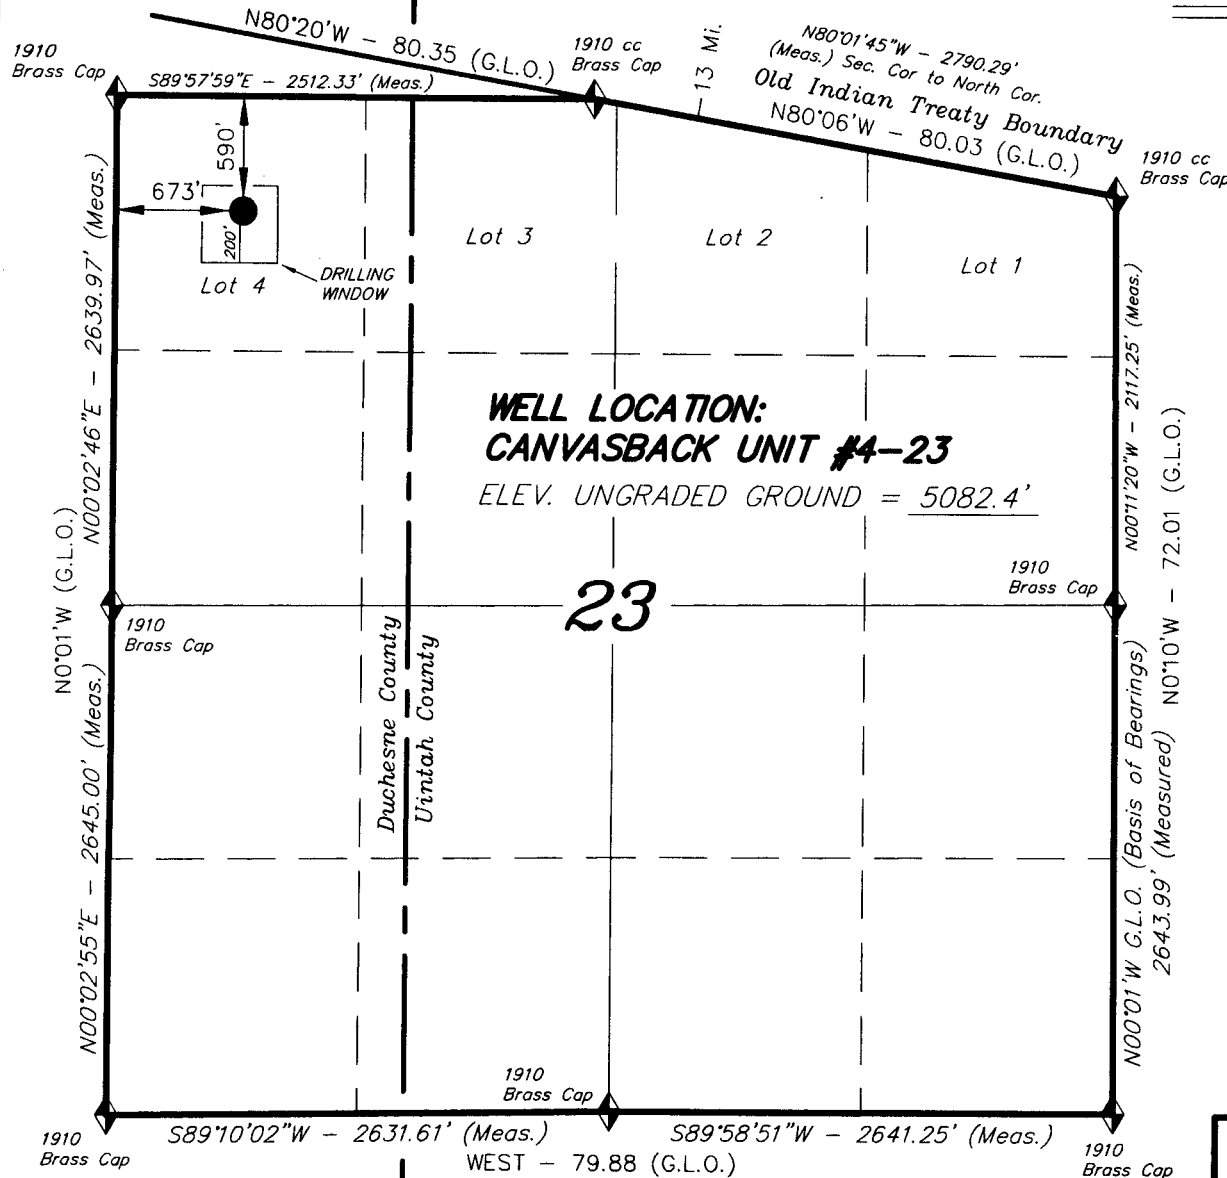 N80°20'W - 80.35 (G.L.O.)
1910
Brass Cap
S89°57'59"E - 2512.33' (Meas.)
1910 cc
Brass Cap
13 Mi.
N80°01'45"W - 2790.29'
(Meas.) Sec. Cor to North Cor.
Old Indian Treaty Boundary
N80°06'W - 80.03 (G.L.O.)
1910 cc
Brass Cap
590'
673'
200'
Lot 4
DRILLING
WINDOW
Lot 3
Lot 2
Lot 1
N00°02'46"E - 2639.97' (Meas.)
N0°01'W (G.L.O.)
N00°11'20"W - 2117.25' (Meas.)
N0°10'W - 72.01 (G.L.O.)
WELL LOCATION:
CANVASBACK UNIT #4-23
ELEV. UNGRADED GROUND = 5082.4'
1910
Brass Cap
23
1910
Brass Cap
Duchesne County
Uintah County
N00°02'55"E - 2645.00' (Meas.)
N00°01'W G.L.O. (Basis of Bearings)
2643.99' (Measured)
1910
Brass Cap
1910
Brass Cap
S89°10'02"W - 2631.61' (Meas.)
S89°58'51"W - 2641.25' (Meas.)
WEST - 79.88 (G.L.O.)
1910
Brass Cap